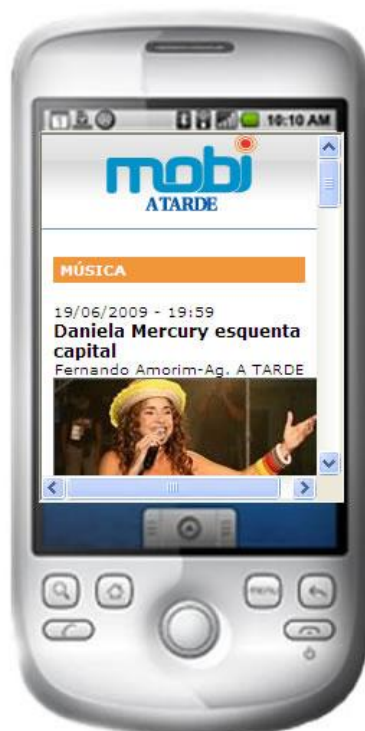 10:10 AM
mobi
A TARDE
MÚSICA
19/06/2009 - 19:59
Daniela Mercury esquenta
capital
Fernando Amorim-Ag. A TARDE
MENU